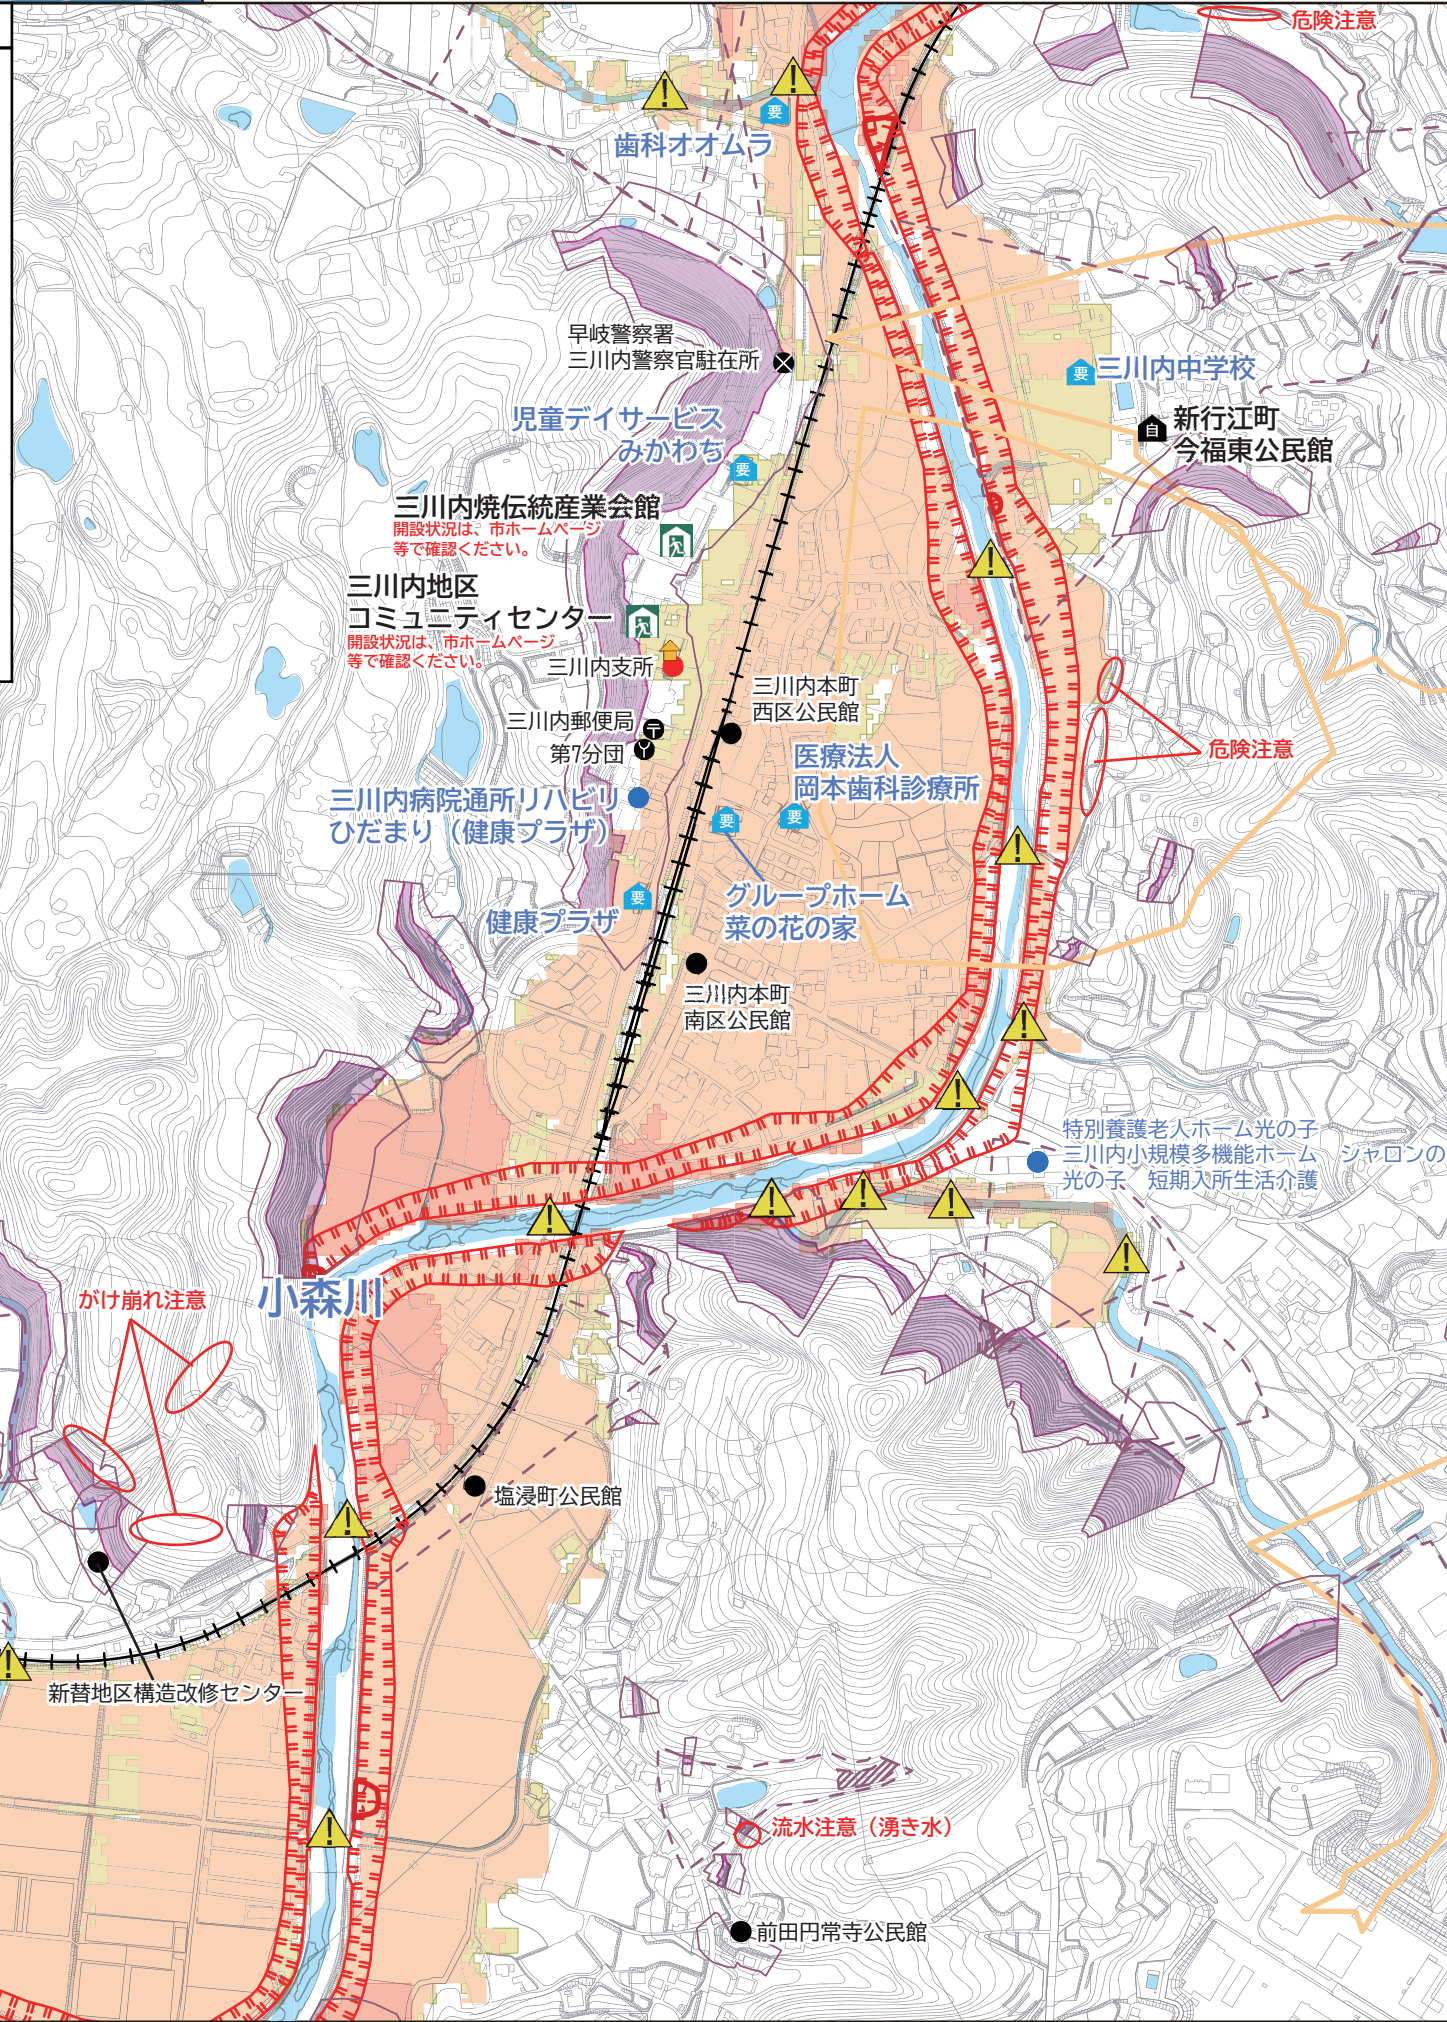 危険注意
要
歯科オオムラ
早岐警察署
三川内警察官駐在所
要
三川内中学校
児童デイサービス
みかわち
要
自
新行江町
今福東公民館
三川内焼伝統産業会館
開設状況は、市ホームページ
等で確認ください。
三川内地区
コミュニティセンター
開設状況は、市ホームページ
等で確認ください。
三川内支所
三川内本町
西区公民館
三川内郵便局
第7分団
危険注意
医療法人
岡本歯科診療所
三川内病院通所リハビリ
ひだまり（健康プラザ）
要
要
要
健康プラザ
グループホーム
菜の花の家
三川内本町
南区公民館
特別養護老人ホーム光の子
三川内小規模多機能ホーム　シャロンの
光の子　短期入所生活介護
がけ崩れ注意
小森川
塩浸町公民館
新替地区構造改修センター
流水注意（湧き水）
前田円常寺公民館